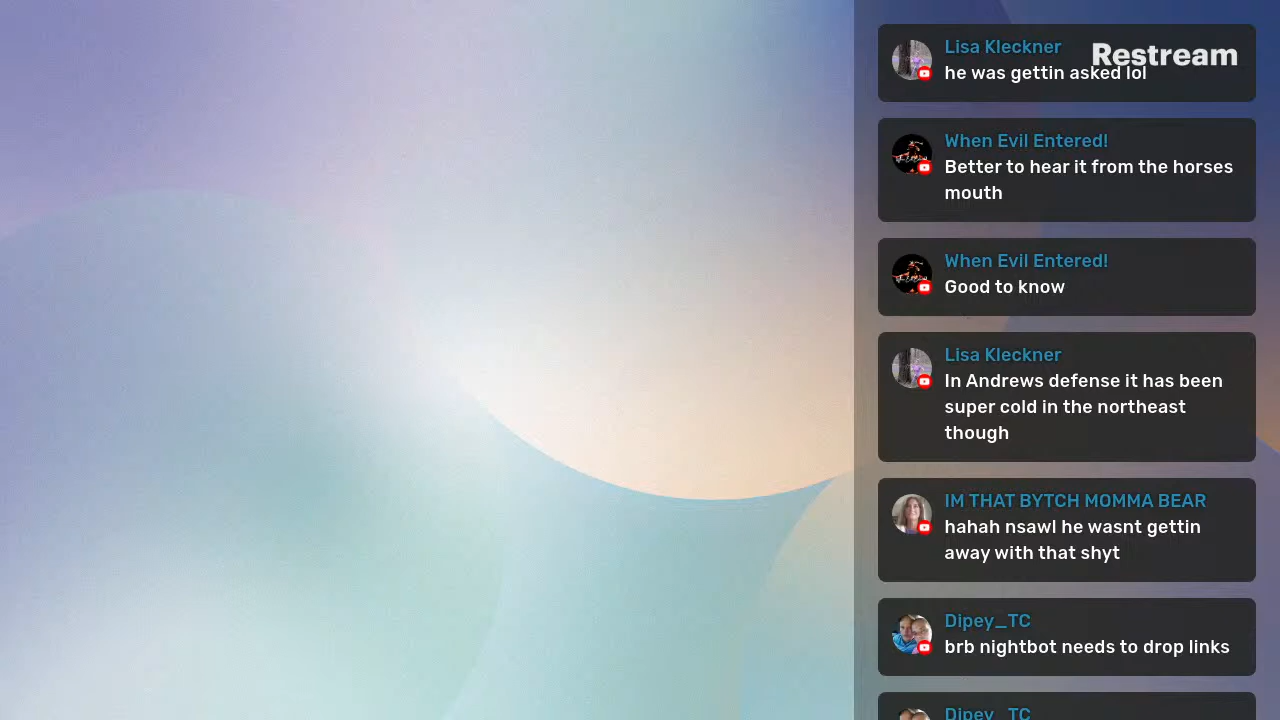 Lisa Kleckner
Restream
he was gettin asked lol
When Evil Entered!
Better to hear it from the horses
mouth
When Evil Entered!
Good to know
Lisa Kleckner
In Andrews defense it has been
super cold in the northeast
though
IM THAT BYTCH MOMMA BEAR
hahah nsawl he wasnt gettin
away with that shyt
Dipey_TC
brb nightbot needs to drop links
Dipey_TC